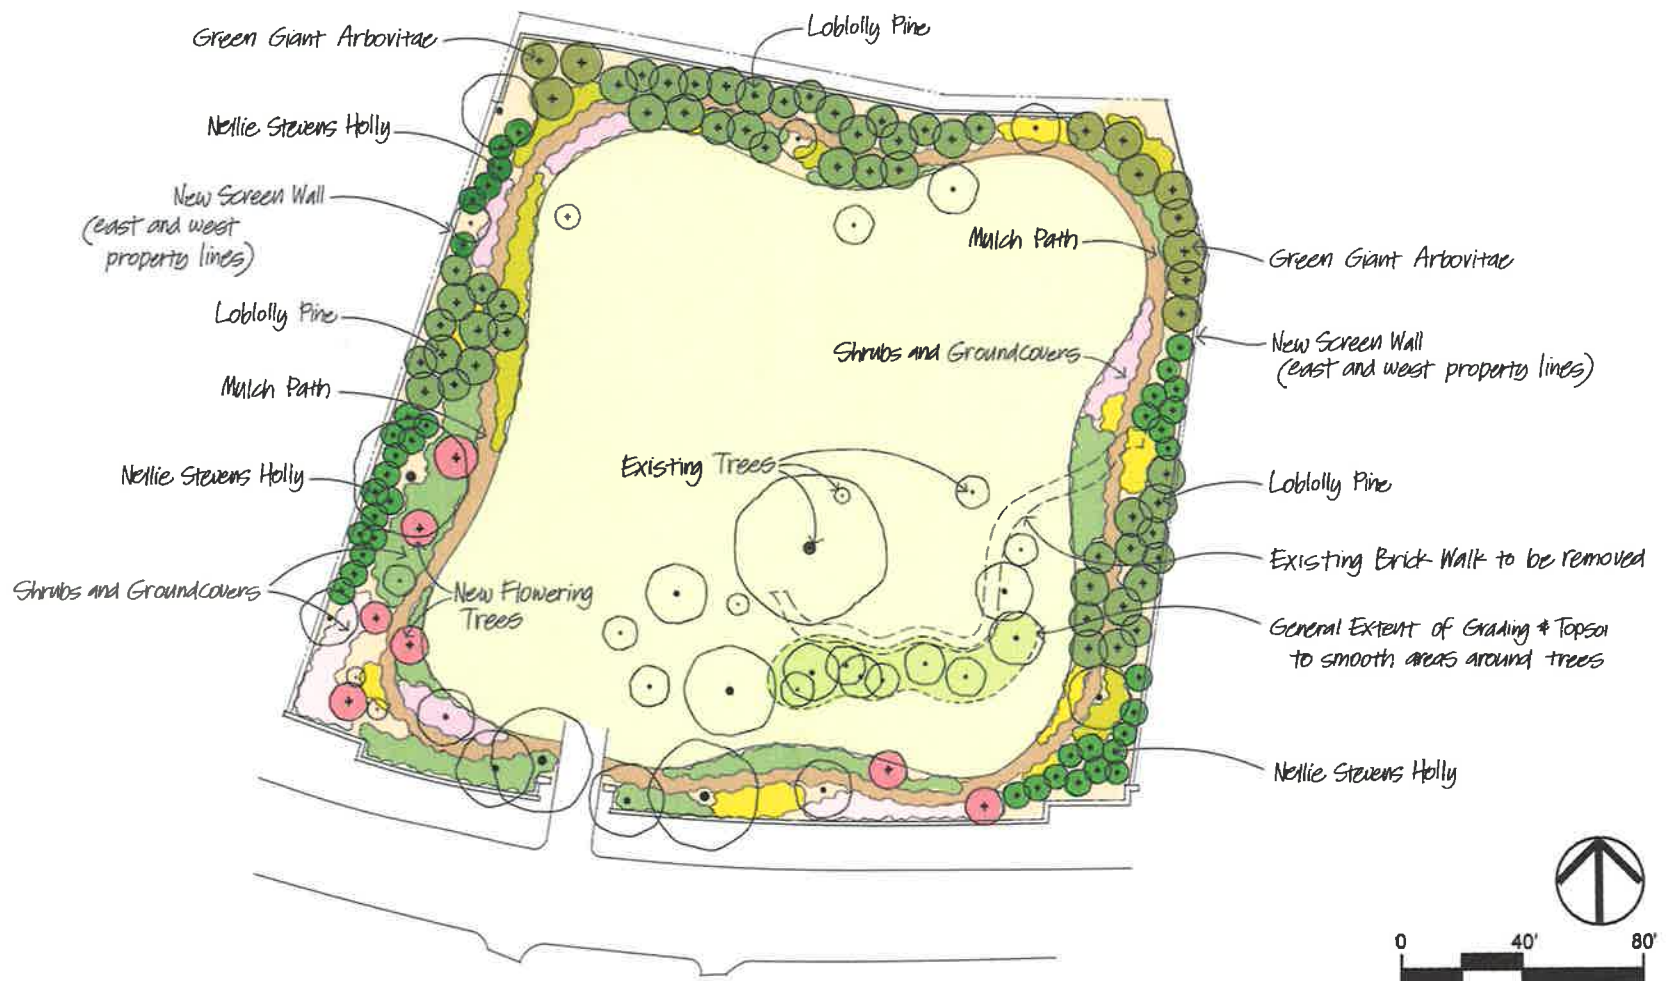 Green Giant Arborvitae
Loblolly Pine
Nellie Stevens Holly
New Screen Wall
(east and west
property lines)
Mulch Path
Green Giant Arborvitae
Loblolly Pine
New Screen Wall
(east and west property lines)
Shrubs and Groundcovers
Mulch Path
Existing Trees
Nellie Stevens Holly
Loblolly Pine
Existing Brick Walk to be removed
Shrubs and Groundcovers
New Flowering
Trees
General Extent of Grading & Topsoi
to smooth areas around trees
Nellie Stevens Holly
0 40' 80'